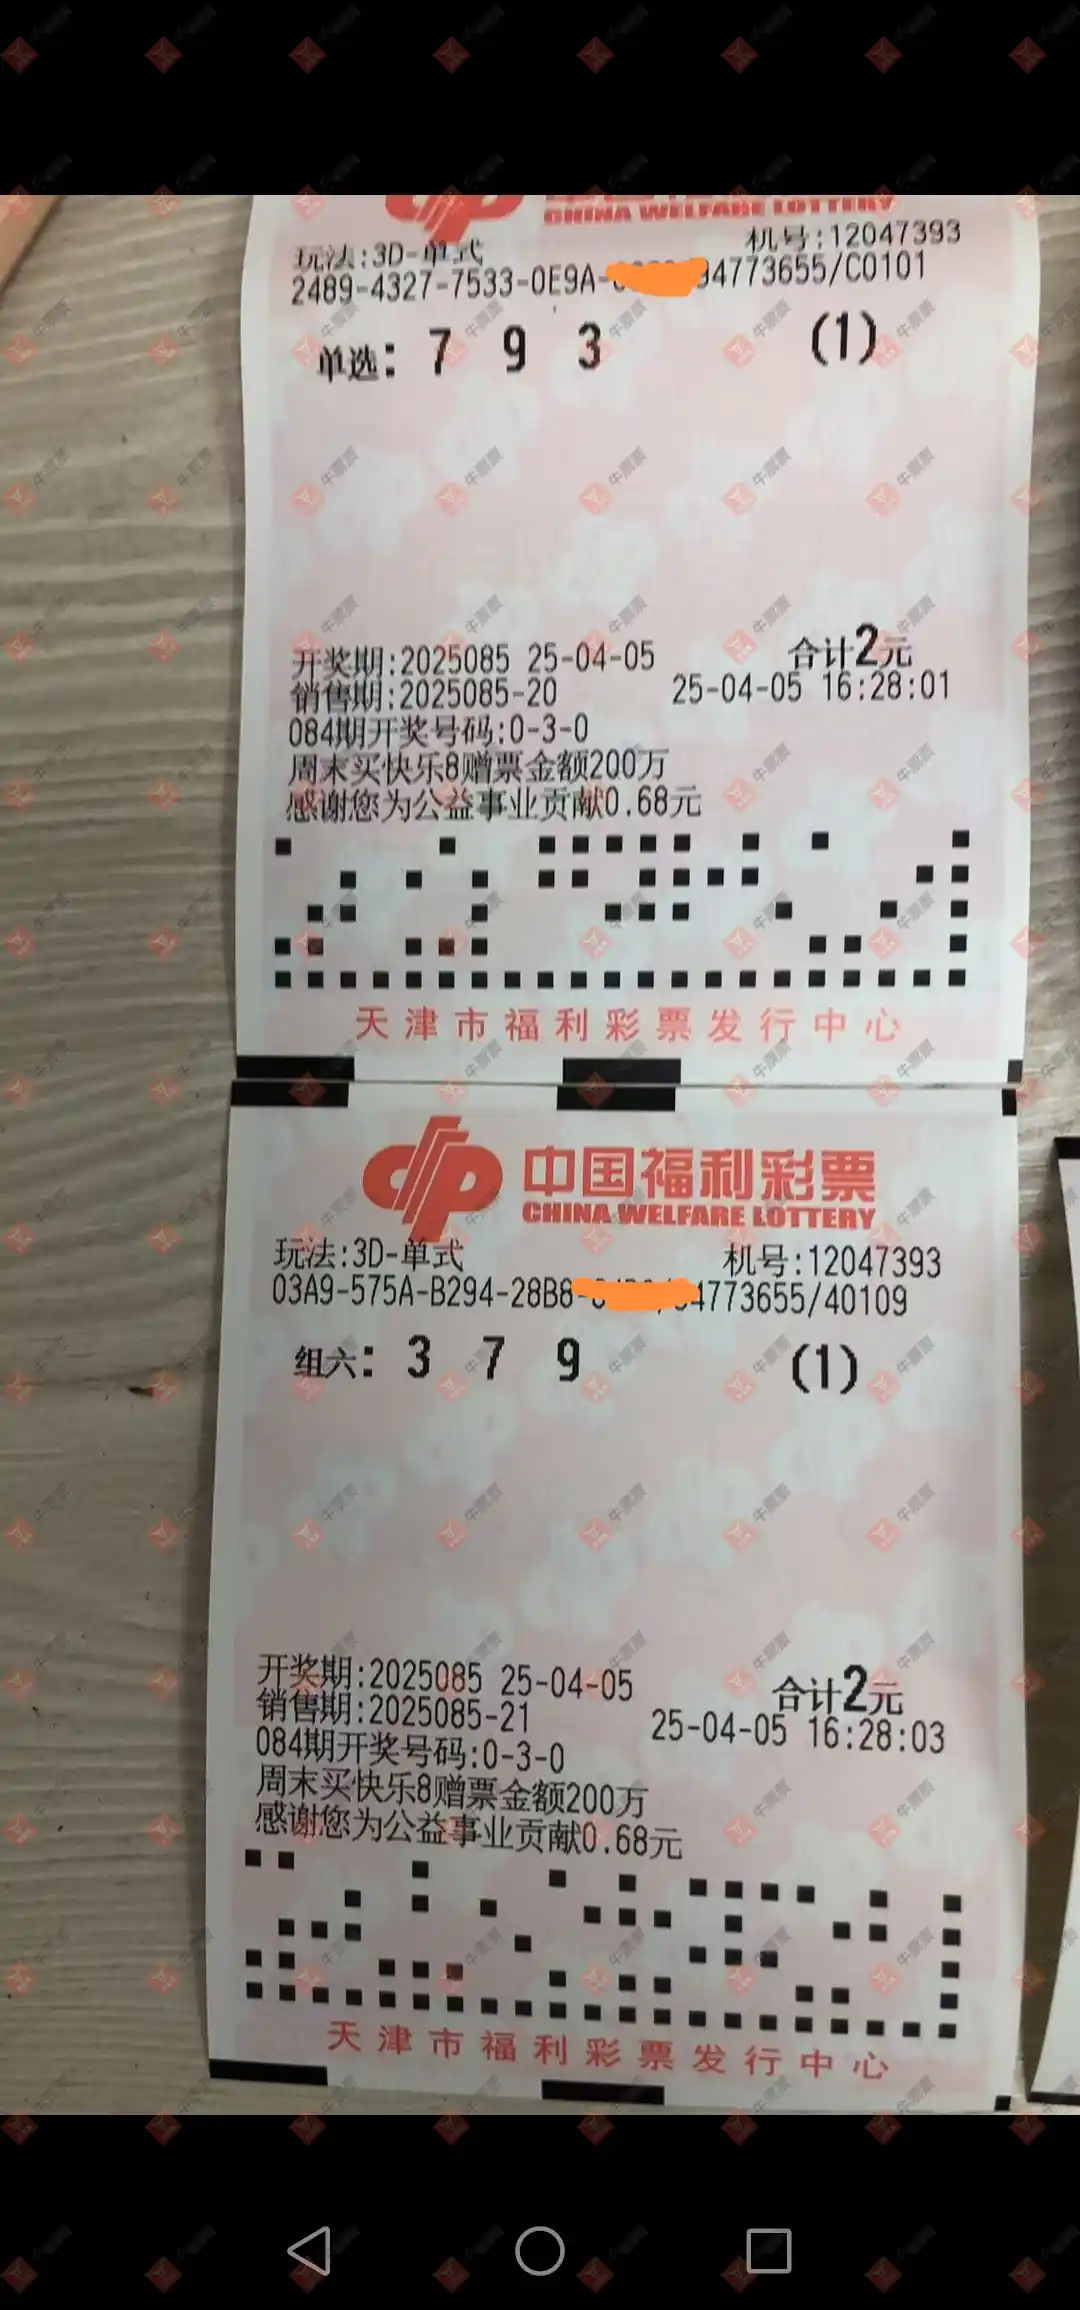 CHINA WELFARE LOTTERY
玩法:3D-单式 机号:12047393
2489-4327-7533-0E9A- 94773655/C0101
单选: 7 9 3 (1)
开奖期:2025085 25-04-05 合计2元
销售期:2025085-20 25-04-05 16:28:01
084期开奖号码:0-3-0
周末买快乐8赠票金额200万
感谢您为公益事业贡献0.68元
天津市福利彩票发行中心
中国福利彩票
CHINA WELFARE LOTTERY
玩法:3D-单式 机号:12047393
03A9-575A-B294-28B8- 4773655/40109
组六: 3 7 9 (1)
开奖期:2025085 25-04-05 合计2元
销售期:2025085-21 25-04-05 16:28:03
084期开奖号码:0-3-0
周末买快乐8赠票金额200万
感谢您为公益事业贡献0.68元
天津市福利彩票发行中心
牛票票